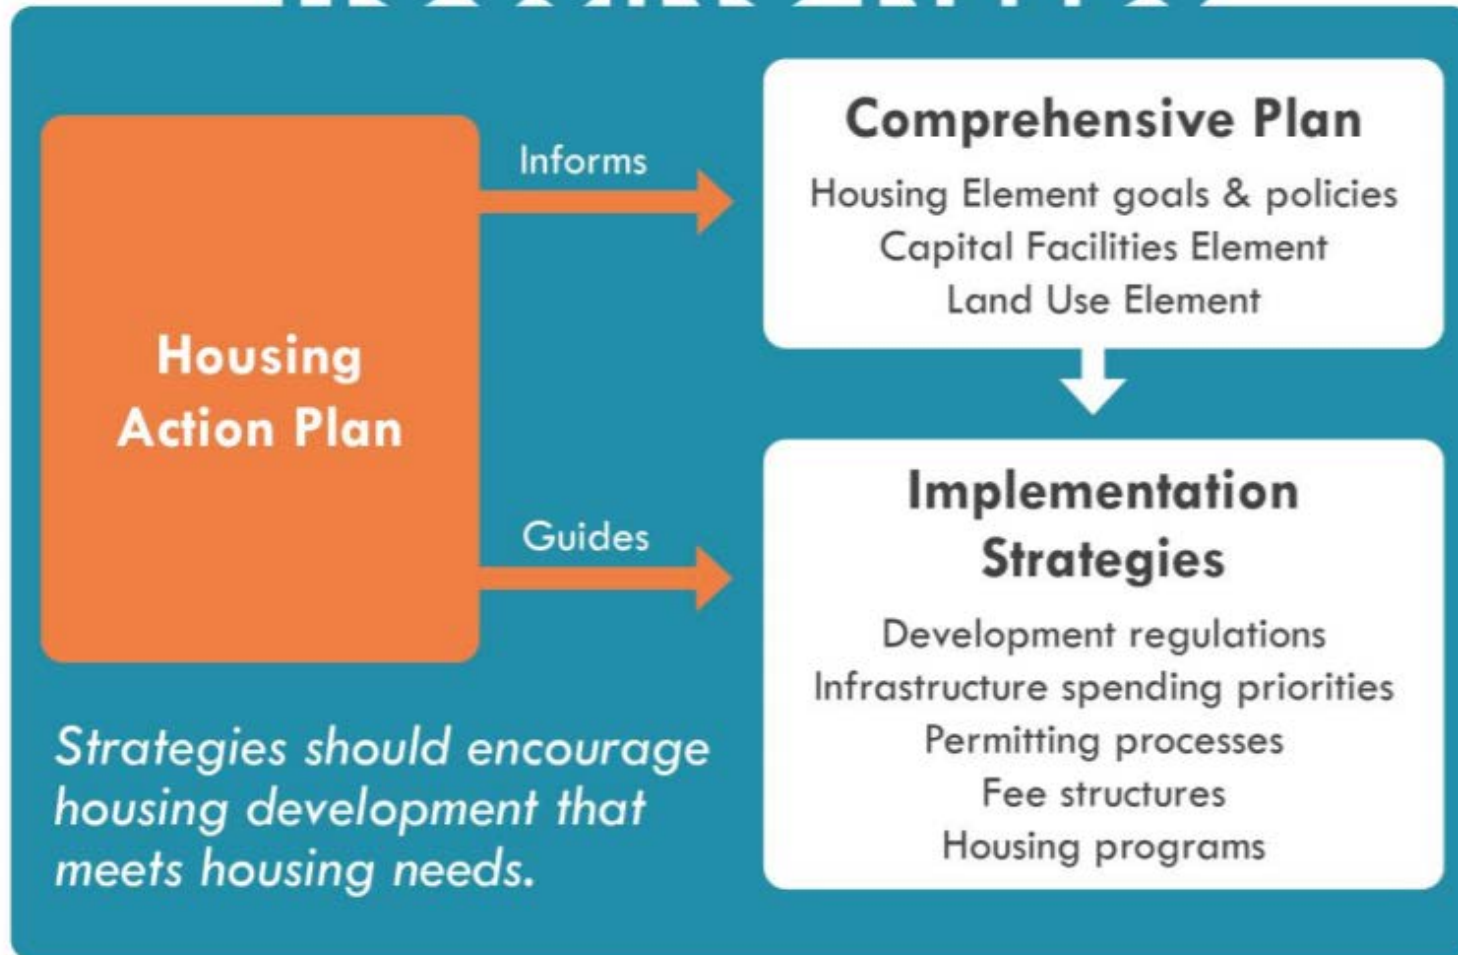 Housing
Action Plan
Informs
Guides
Comprehensive Plan
Housing Element goals & policies
Capital Facilities Element
Land Use Element
Implementation
Strategies
Development regulations
Infrastructure spending priorities
Permitting processes
Fee structures
Housing programs
Strategies should encourage
housing development that
meets housing needs.